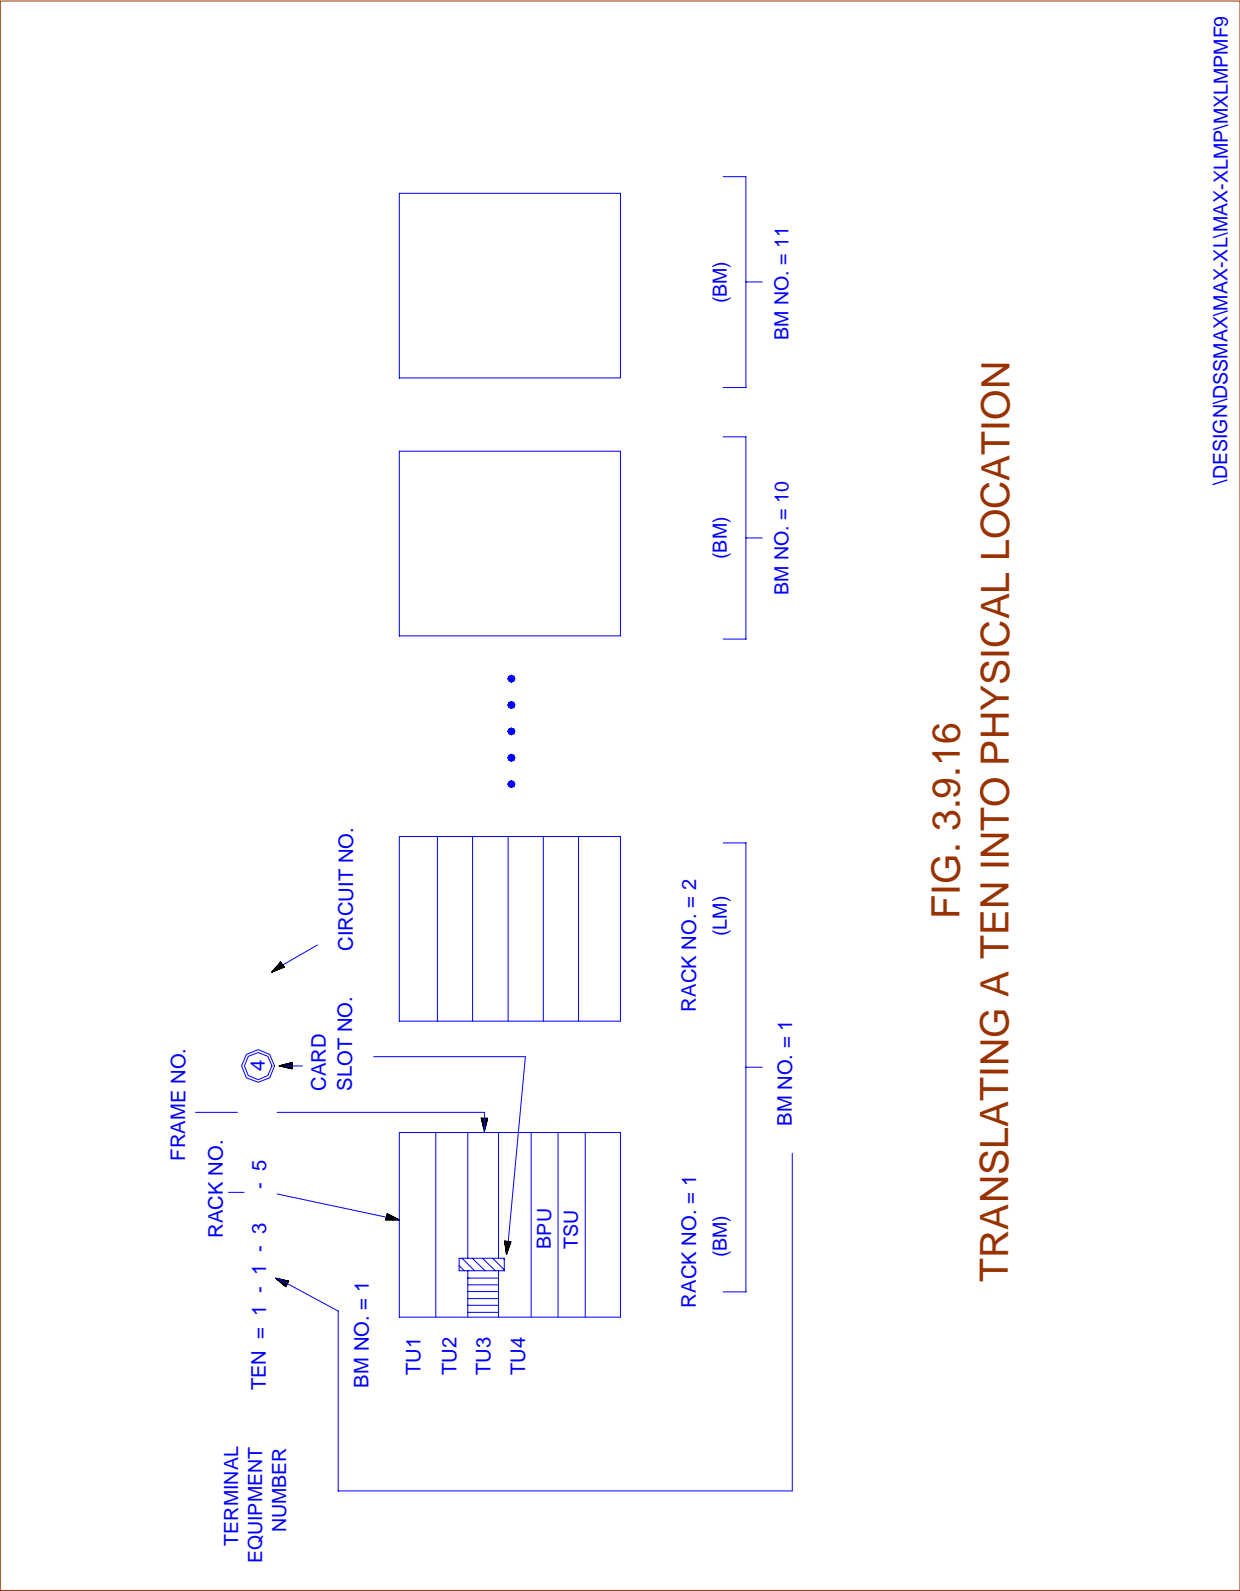 TERMINAL
EQUIPMENT
NUMBER
TEN = 1 - 1 - 3 - 5
4
RACK NO.
FRAME NO.
CARD
SLOT NO.
CIRCUIT NO.
BM NO. = 1
TU1
TU2
TU3
TU4
BPU
TSU
RACK NO. = 1
(BM)
RACK NO. = 2
(LM)
BM NO. = 1
(BM)
BM NO. = 10
(BM)
BM NO. = 11
FIG. 3.9.16
TRANSLATING A TEN INTO PHYSICAL LOCATION
\DESIGN\DSSMAX\MAX-XL\MAX-XLMP\MXLMPMF9